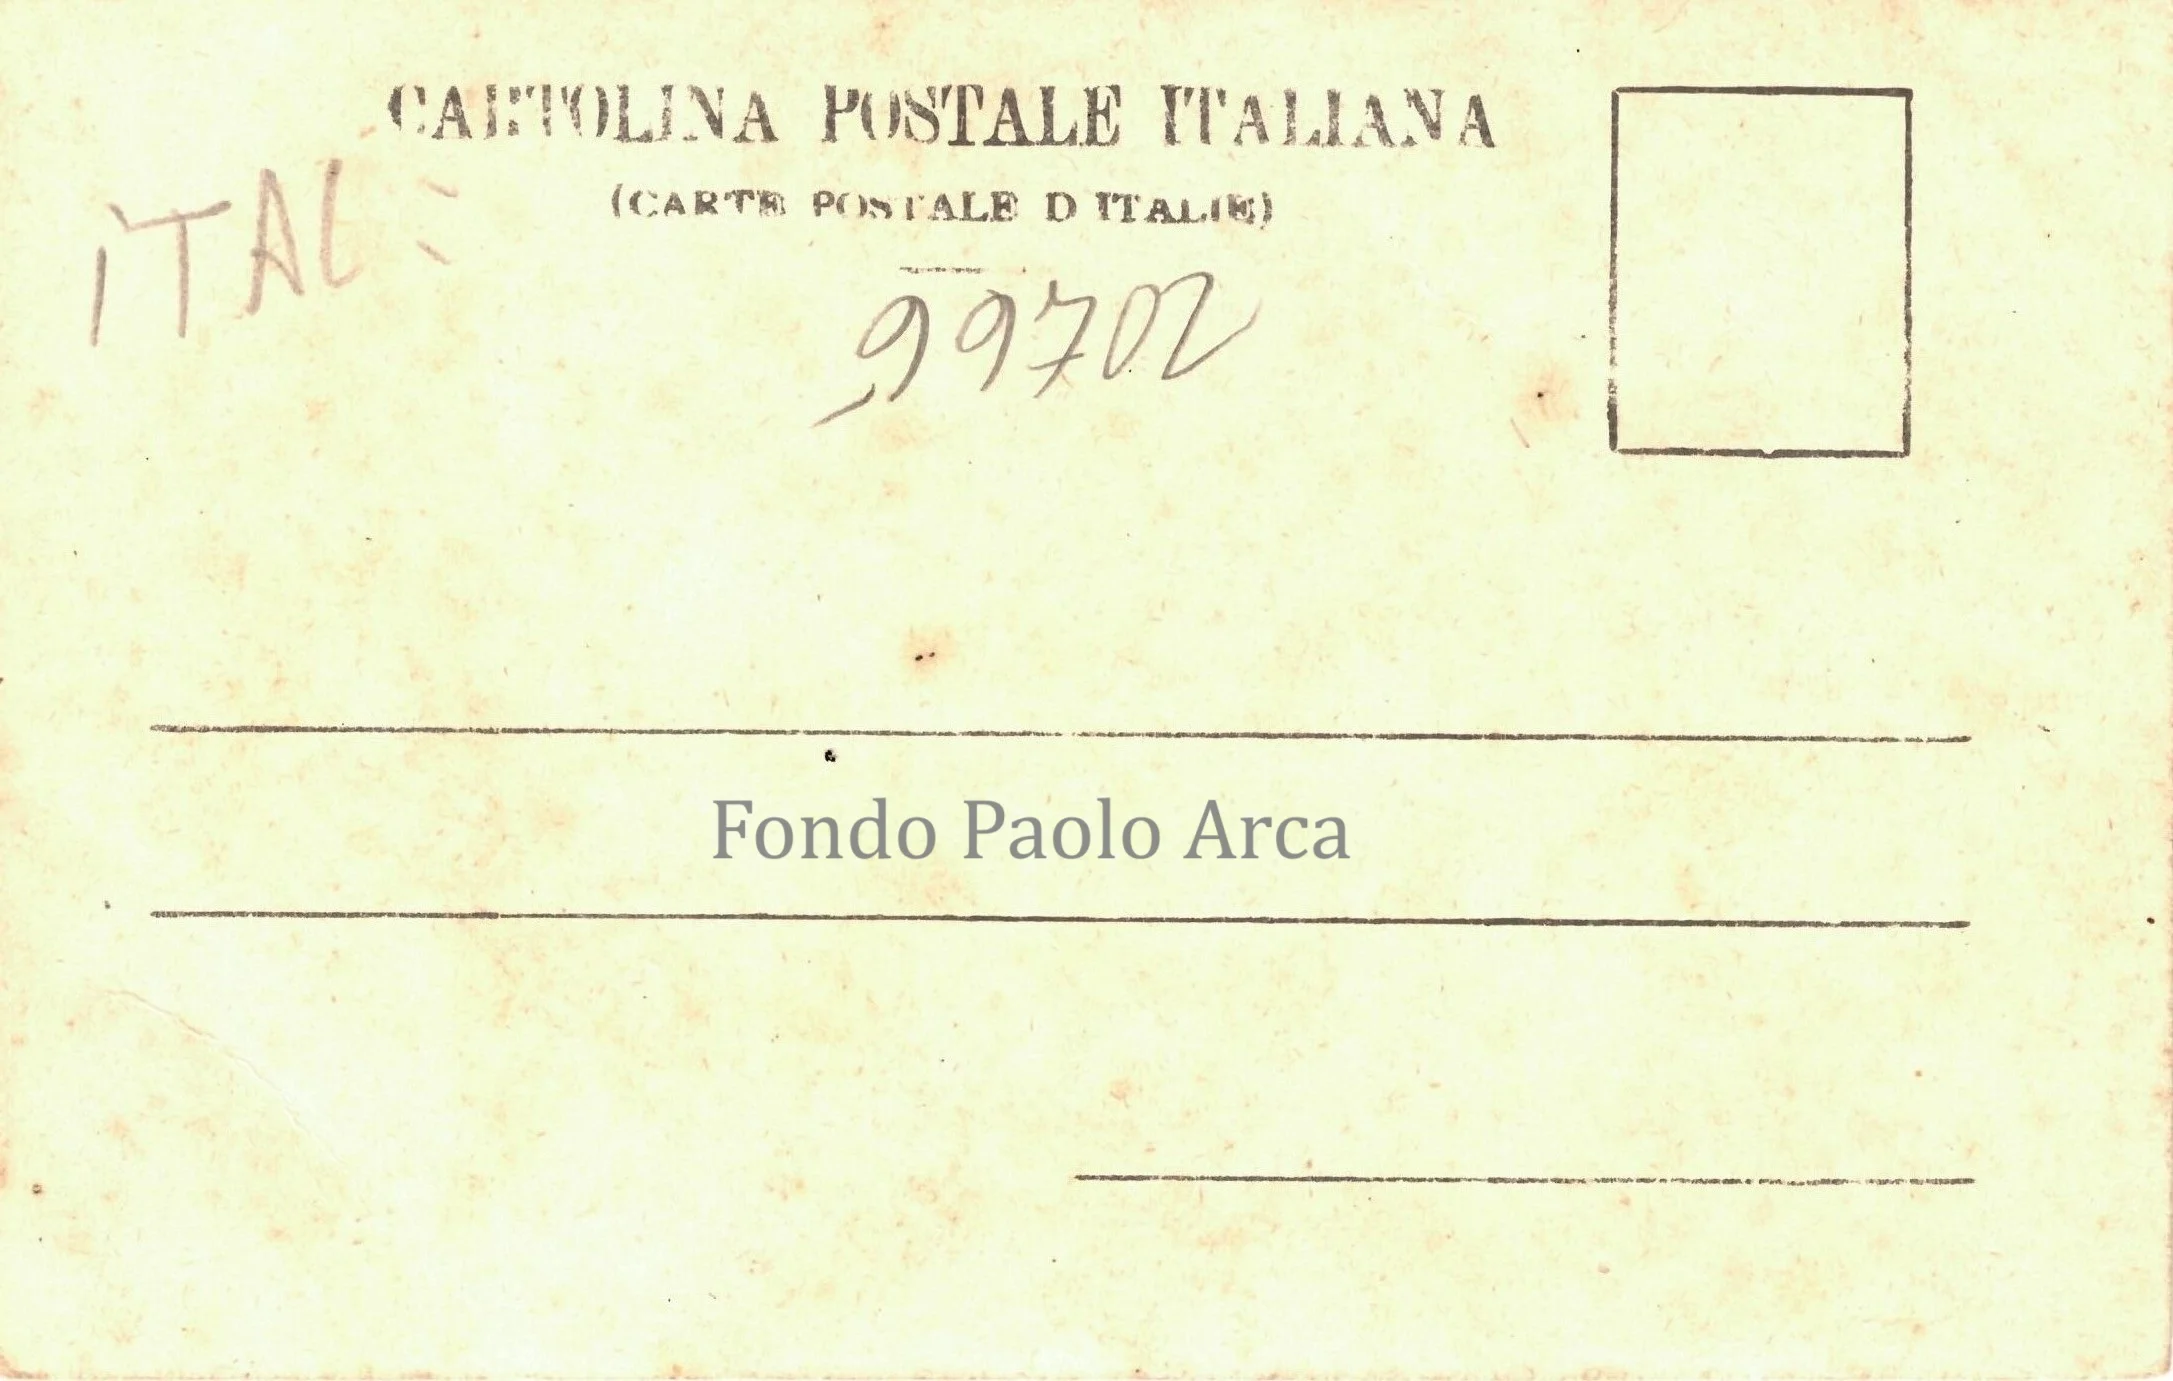 CARTOLINA POSTALE ITALIANA
(CARTE POSTALE D ITALIE)
ITAL
99702
Fondo Paolo Arca